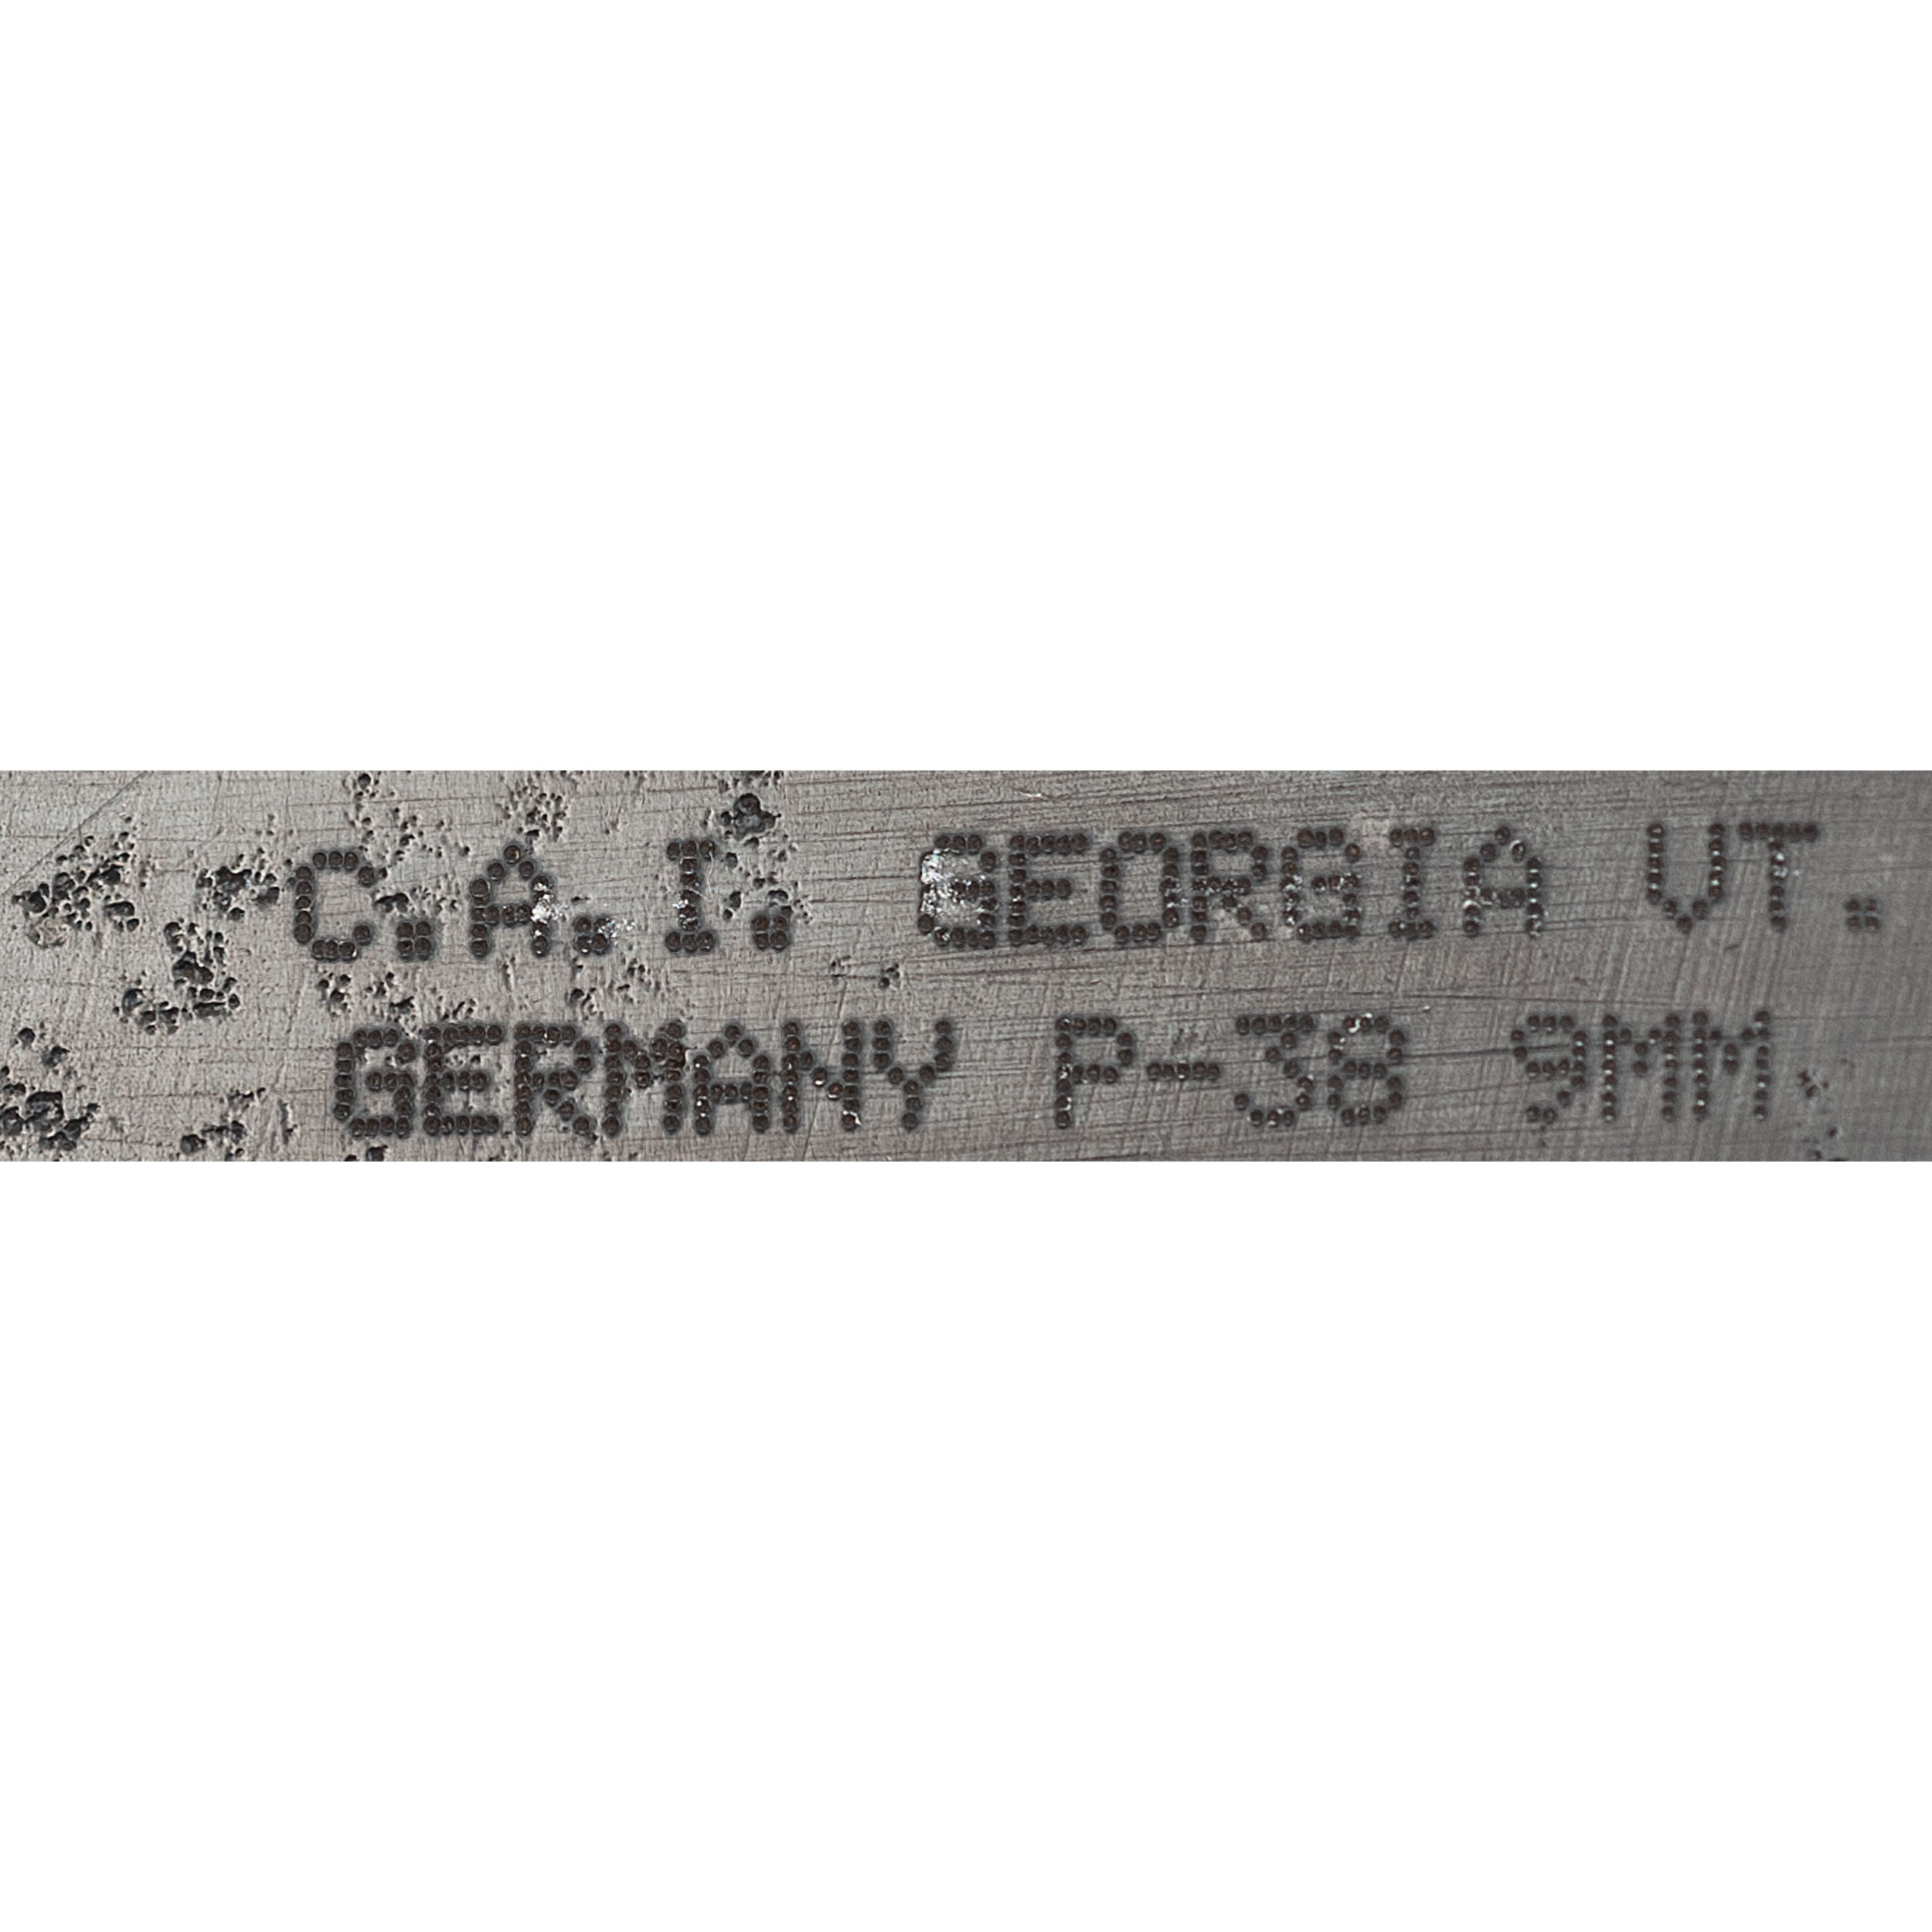 C.A.I. GEORGIA VT.
GERMANY P-38 9MM